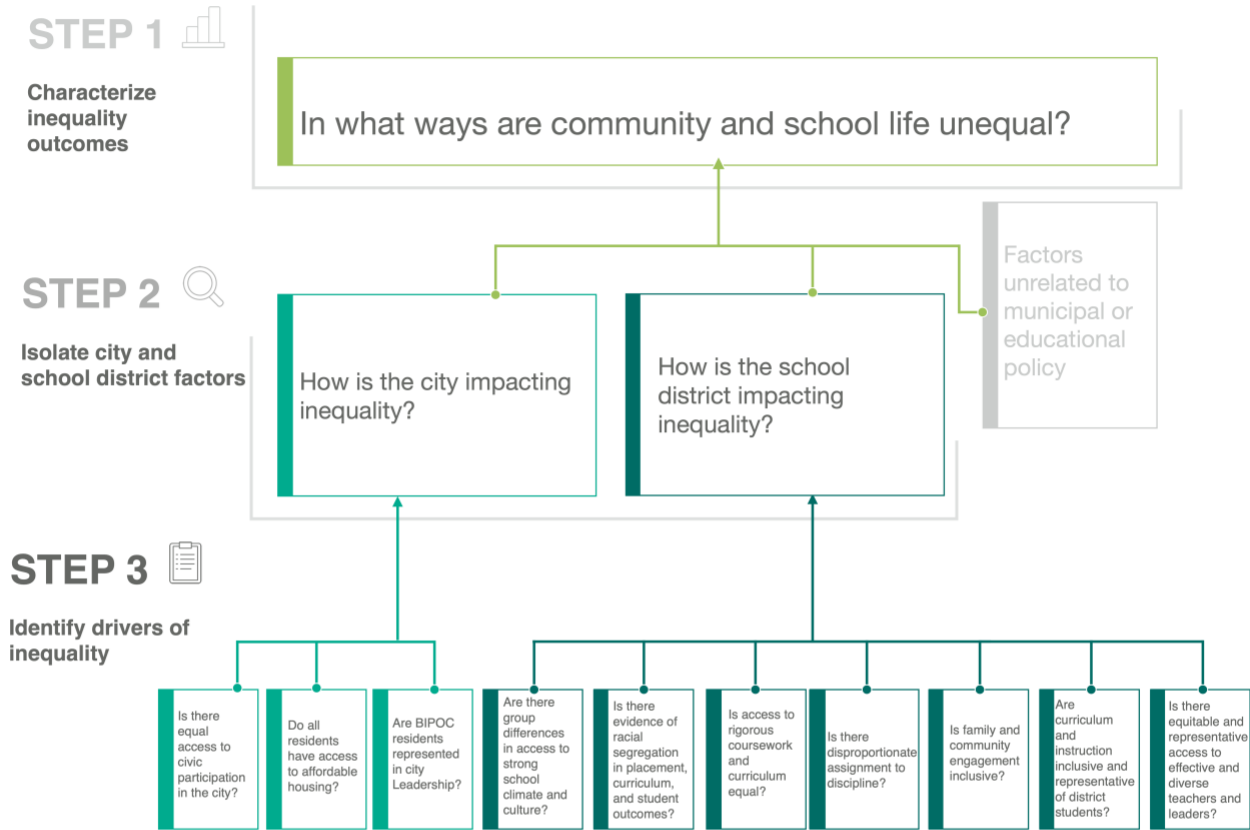 STEP 1
Characterize
inequality
outcomes
In what ways are community and school life unequal?
STEP 2
Isolate city and
school district factors
How is the city impacting
inequality?
How is the school
district impacting
inequality?
Factors
unrelated to
municipal or
educational
policy
STEP 3
Identify drivers of
inequality
Is there
equal
access to
civic
participation
in the city?
Do all
residents
have access
to affordable
housing?
Are BIPOC
residents
represented
in city
Leadership?
Are there
group
differences
in access to
strong
school
climate and
culture?
Is there
evidence of
racial
segregation
in placement,
curriculum,
and student
outcomes?
Is access to
rigorous
coursework
and
curriculum
equal?
Is there
disproportionate
assignment to
discipline?
Is family and
community
engagement
inclusive?
Are
curriculum
and
instruction
inclusive and
representative
of district
students?
Is there
equitable and
representative
access to
effective and
diverse
teachers and
leaders?